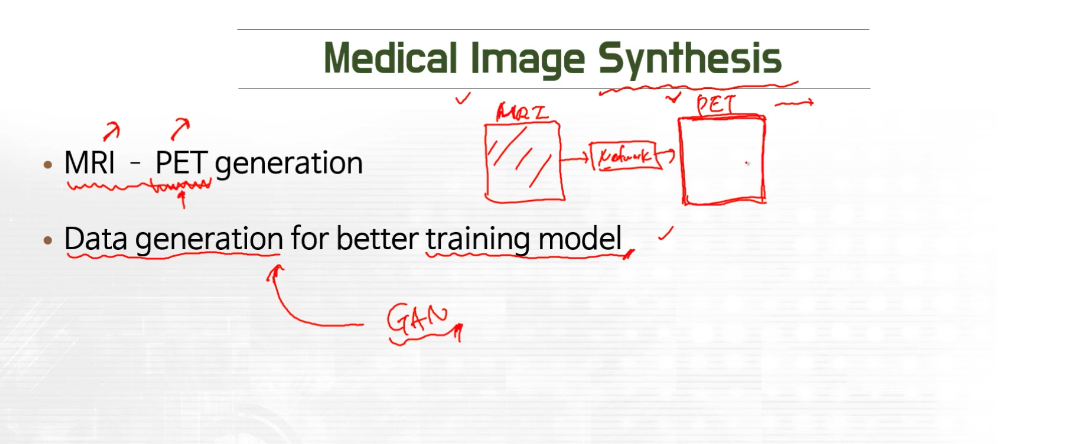 Medical Image Synthesis
MRI PET
• MRI - PET generation
Network
• Data generation for better training model
GAN